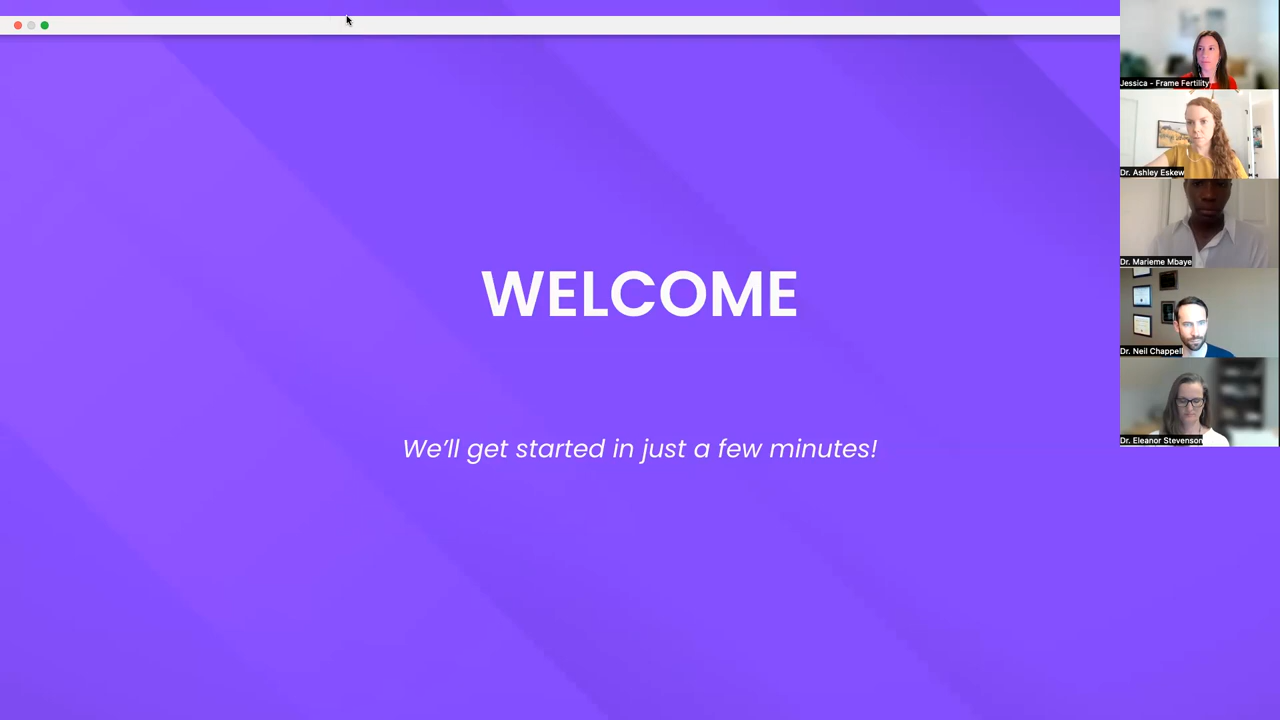 WELCOME
We'll get started in just a few minutes!
Jessica - Frame Fertility
Dr. Ashley Eskew
Dr. Marieme Mbaye
Dr. Neil Chappell
Dr. Eleanor Stevenson